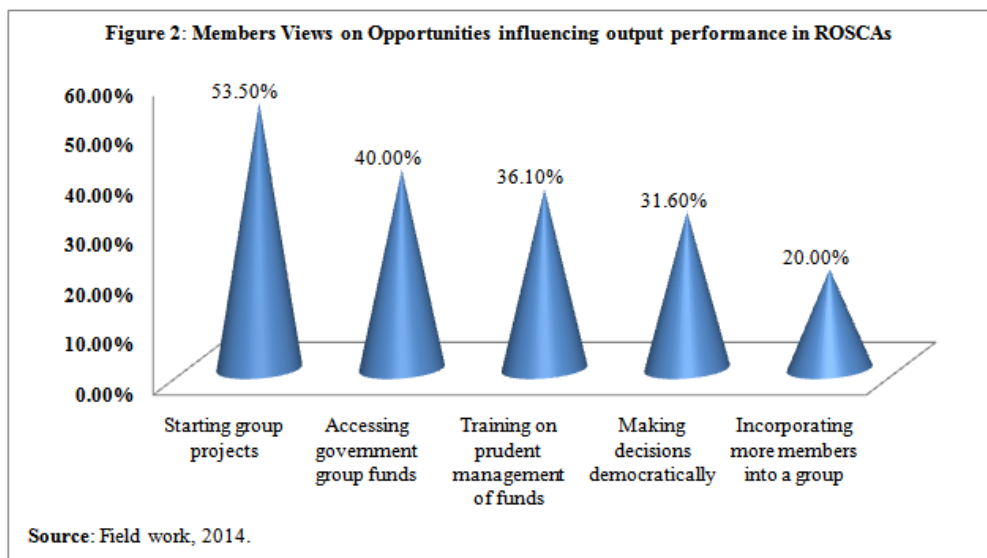 Figure 2: Members Views on Opportunities influencing output performance in ROSCAs
60.00%
50.00%
40.00%
30.00%
20.00%
10.00%
0.00%
53.50%
40.00%
36.10%
31.60%
20.00%
Starting group
projects
Accessing
government
group funds
Training on
prudent
management
of funds
Making
decisions
democratically
Incorporating
more members
into a group
Source: Field work, 2014.